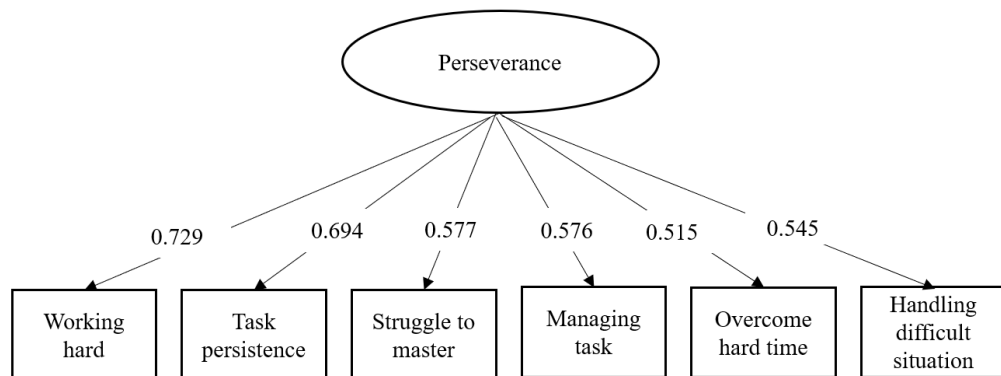 Perseverance
0.729
0.694
0.577
0.576
0.515
0.545
Working
hard
Task
persistence
Struggle to
master
Managing
task
Overcome
hard time
Handling
difficult
situation